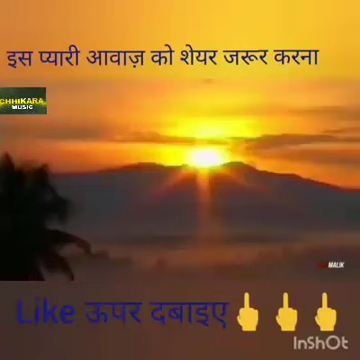 इस प्यारी आवाज़ को शेयर जरूर करना
CHHIKARA
MUSIC
MALIK
Like ऊपर दबाइए🖕🖕🖕
InShOt